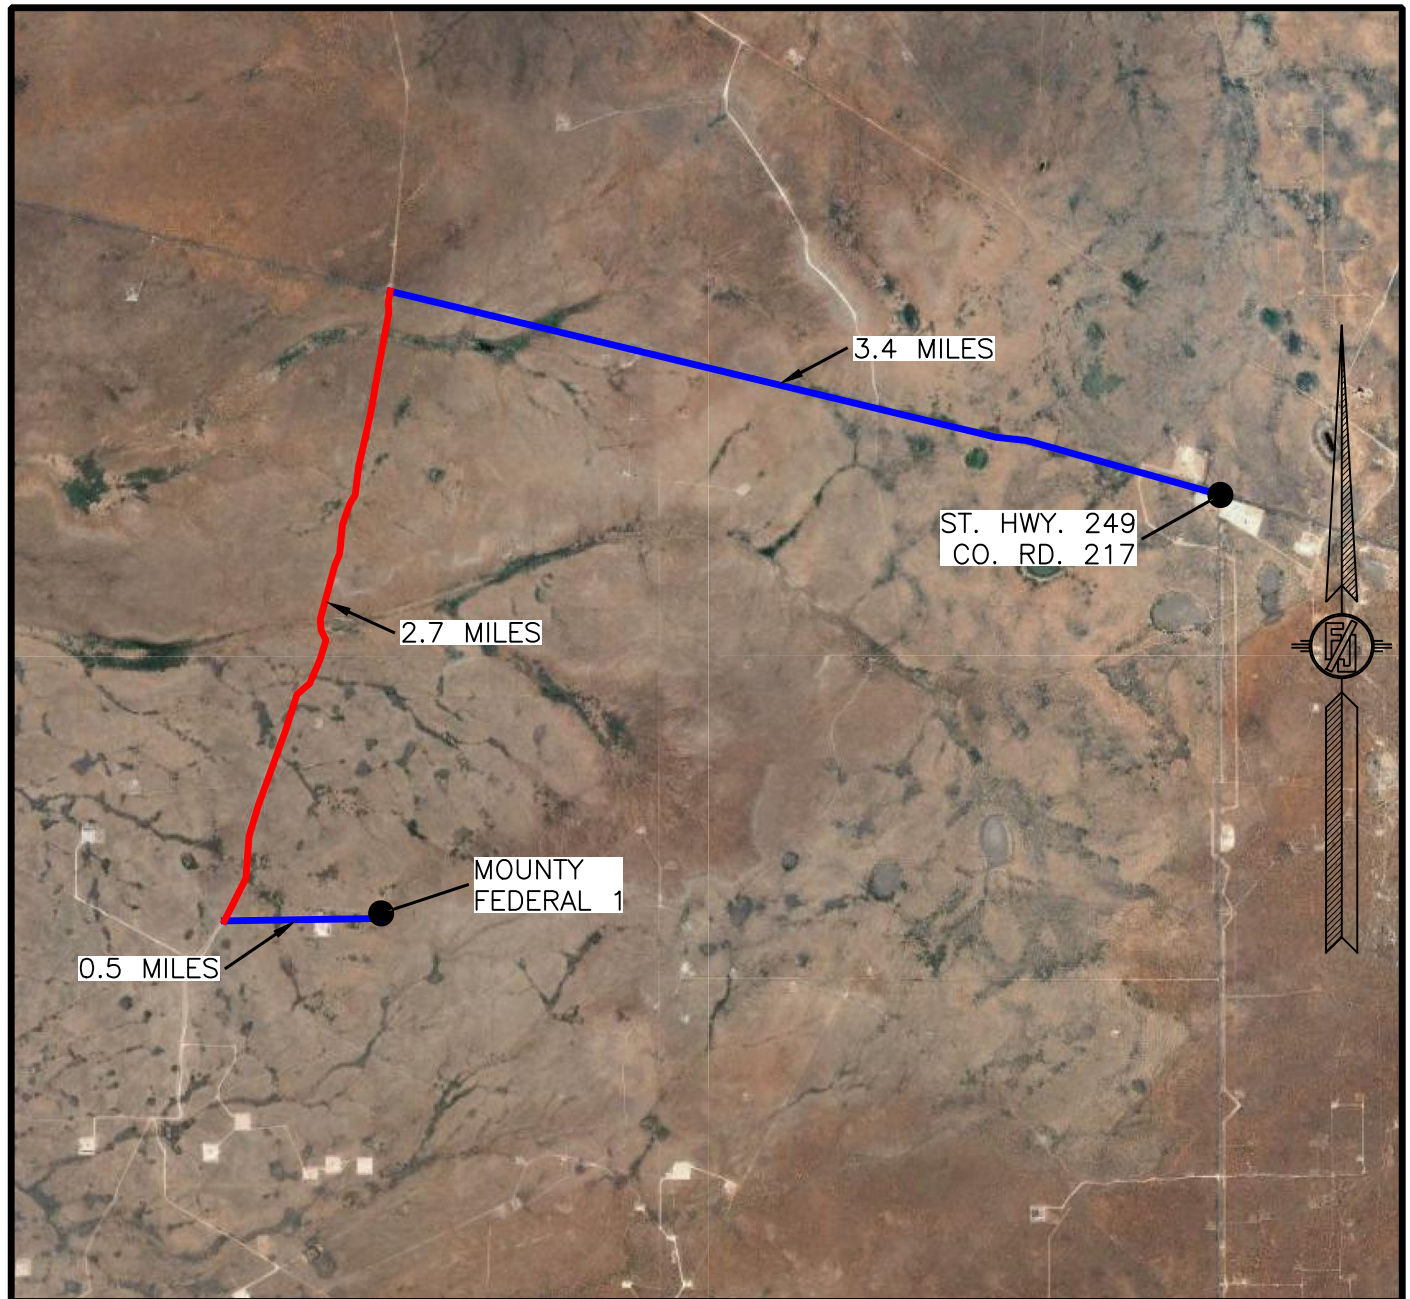 3.4 MILES
ST. HWY. 249
CO. RD. 217
2.7 MILES
MOUNTY
FEDERAL 1
0.5 MILES